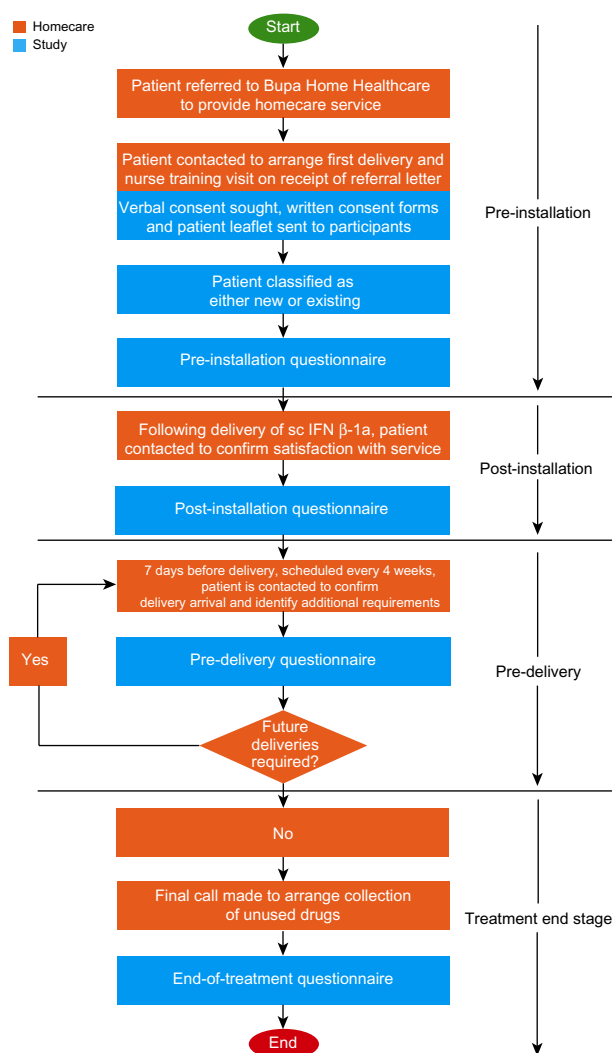 Homecare
Study
Start
Patient referred to Bupa Home Healthcare
to provide homecare service
Patient contacted to arrange first delivery and
nurse training visit on receipt of referral letter
Verbal consent sought, written consent forms
and patient leaflet sent to participants
Pre-installation
Patient classified as
either new or existing
Pre-installation questionnaire
Following delivery of sc IFN β-1a, patient
contacted to confirm satisfaction with service
Post-installation
Post-installation questionnaire
7 days before delivery, scheduled every 4 weeks,
patient is contacted to confirm
delivery arrival and identify additional requirements
Yes
Pre-delivery questionnaire
Pre-delivery
Future
deliveries
required?
No
Final call made to arrange collection
of unused drugs
Treatment end stage
End-of-treatment questionnaire
End